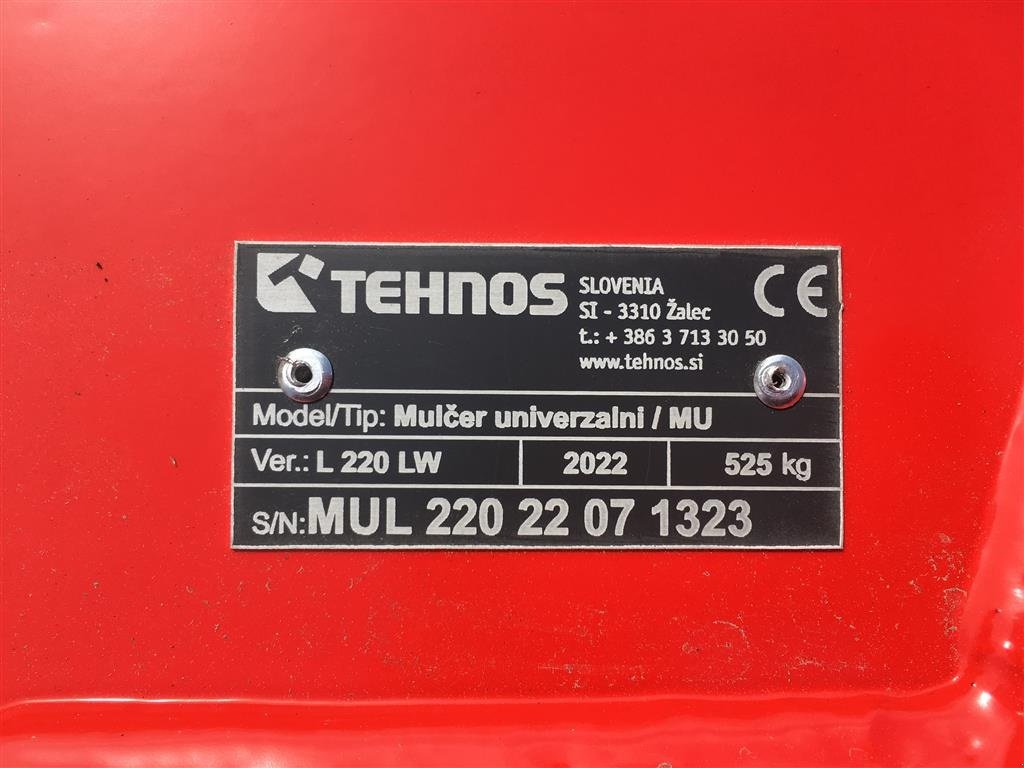 TEHNOS
SLOVENIA
SI - 3310 Žalec
t.: + 386 3 713 30 50
www.tehnos.si
CE
Model/Tip: Mulčer univerzalni / MU
Ver.: L 220 LW 2022 525 kg
S/N: MUL 220 22 07 1323